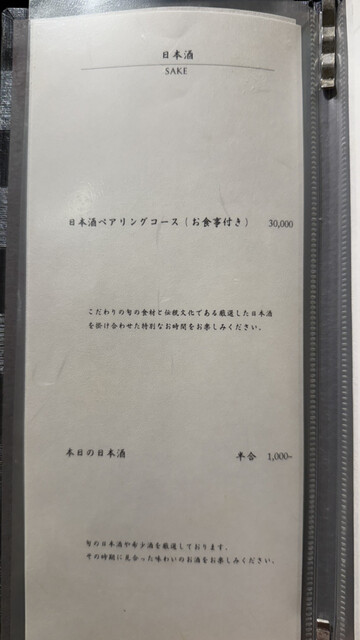 日本酒
SAKE
日本酒ペアリングコース（お食事付き） 30,000
こだわりの旬の食材と伝統文化である厳選した日本酒
を掛け合わせた特別なお時間をお楽しみください。
本日の日本酒 半合 1,000~
旬の日本酒や希少酒を厳選しております。
その時期に見合った味わいのお酒をお楽しみください。